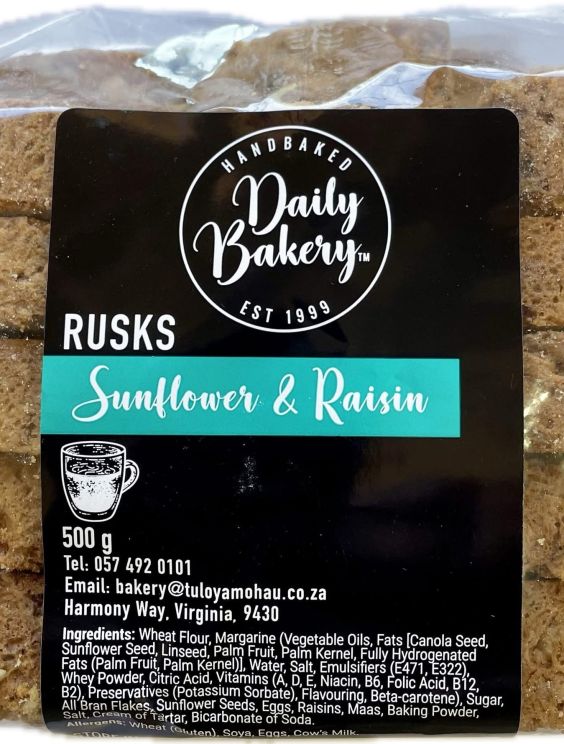 HANDBAKED
Daily
Bakery™
EST 1999
RUSKS
Sunflower & Raisin
500 g
Tel: 057 492 0101
Email: bakery@tuloyamohau.co.za
Harmony Way, Virginia, 9430
Ingredients: Wheat Flour, Margarine (Vegetable Oils, Fats [Canola Seed,
Sunflower Seed, Linseed, Palm Fruit, Palm Kernel, Fully Hydrogenated
Fats (Palm Fruit, Palm Kernel)], Water, Salt, Emulsifiers (E471, E322),
Whey Powder, Citric Acid, Vitamins (A, D, E, Niacin, B6, Folic Acid, B12,
B2), Preservatives (Potassium Sorbate), Flavouring, Beta-carotene), Sugar,
All Bran Flakes, Sunflower Seeds, Eggs, Raisins, Maas, Baking Powder,
Salt, Cream of Tartar, Bicarbonate of Soda.
Allergens: Wheat (Gluten), Soya, Eggs, Cow's Milk.